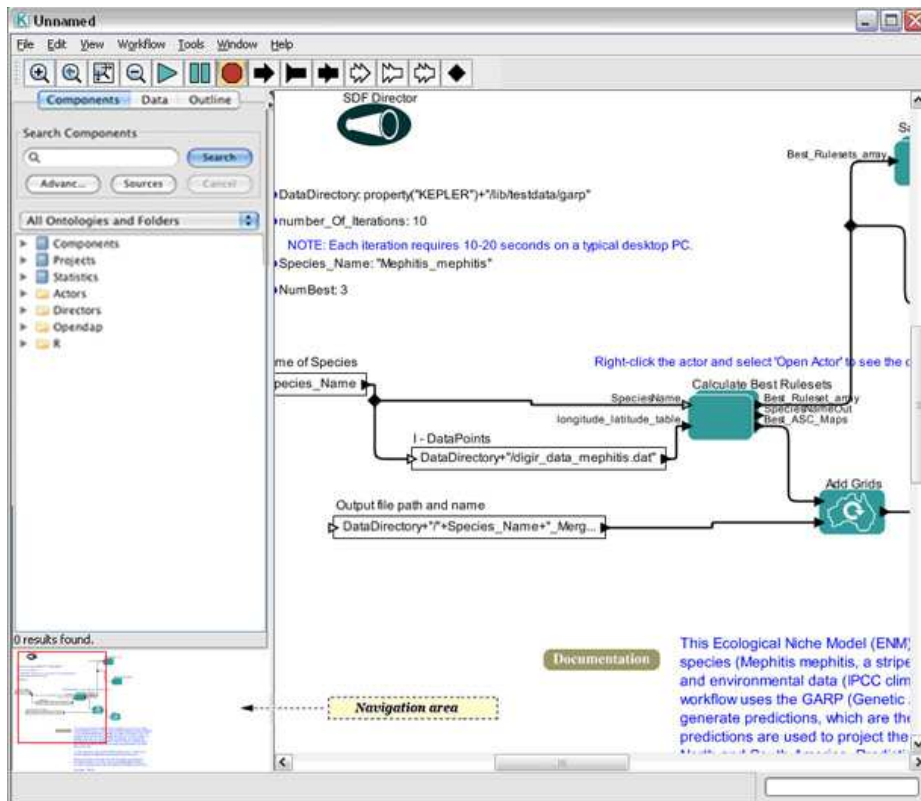 Unnamed
File Edit View Workflow Tools Window Help
Components Data Outline
Search Components
Search
Advanc... Sources Cancel
All Ontologies and Folders
Components
Projects
Statistics
Actors
Directors
Opendap
R
0 results found.
SDF Director
DataDirectory: property("KEPLER")+"/lib/testdata/garp"
number_Of_Iterations: 10
NOTE: Each iteration requires 10-20 seconds on a typical desktop PC.
Species_Name: "Mephitis_mephitis"
NumBest: 3
Best_Rulesets_array
Sa
me of Species
pecies_Name
Right-click the actor and select 'Open Actor' to see the c
Calculate Best Rulesets
SpeciesName
longitude_latitude_table
Best_Ruleset_array
SpeciesNameOut
Best_ASC_Maps
I - DataPoints
DataDirectory+"/digir_data_mephitis.dat"
Output file path and name
DataDirectory+"/"+Species_Name+"_Merg...
Add Grids
Documentation
This Ecological Niche Model (ENM)
species (Mephitis mephitis, a stripe
and environmental data (IPCC clim
workflow uses the GARP (Genetic
generate predictions, which are the
predictions are used to project the
North and South America. Predicti
Navigation area